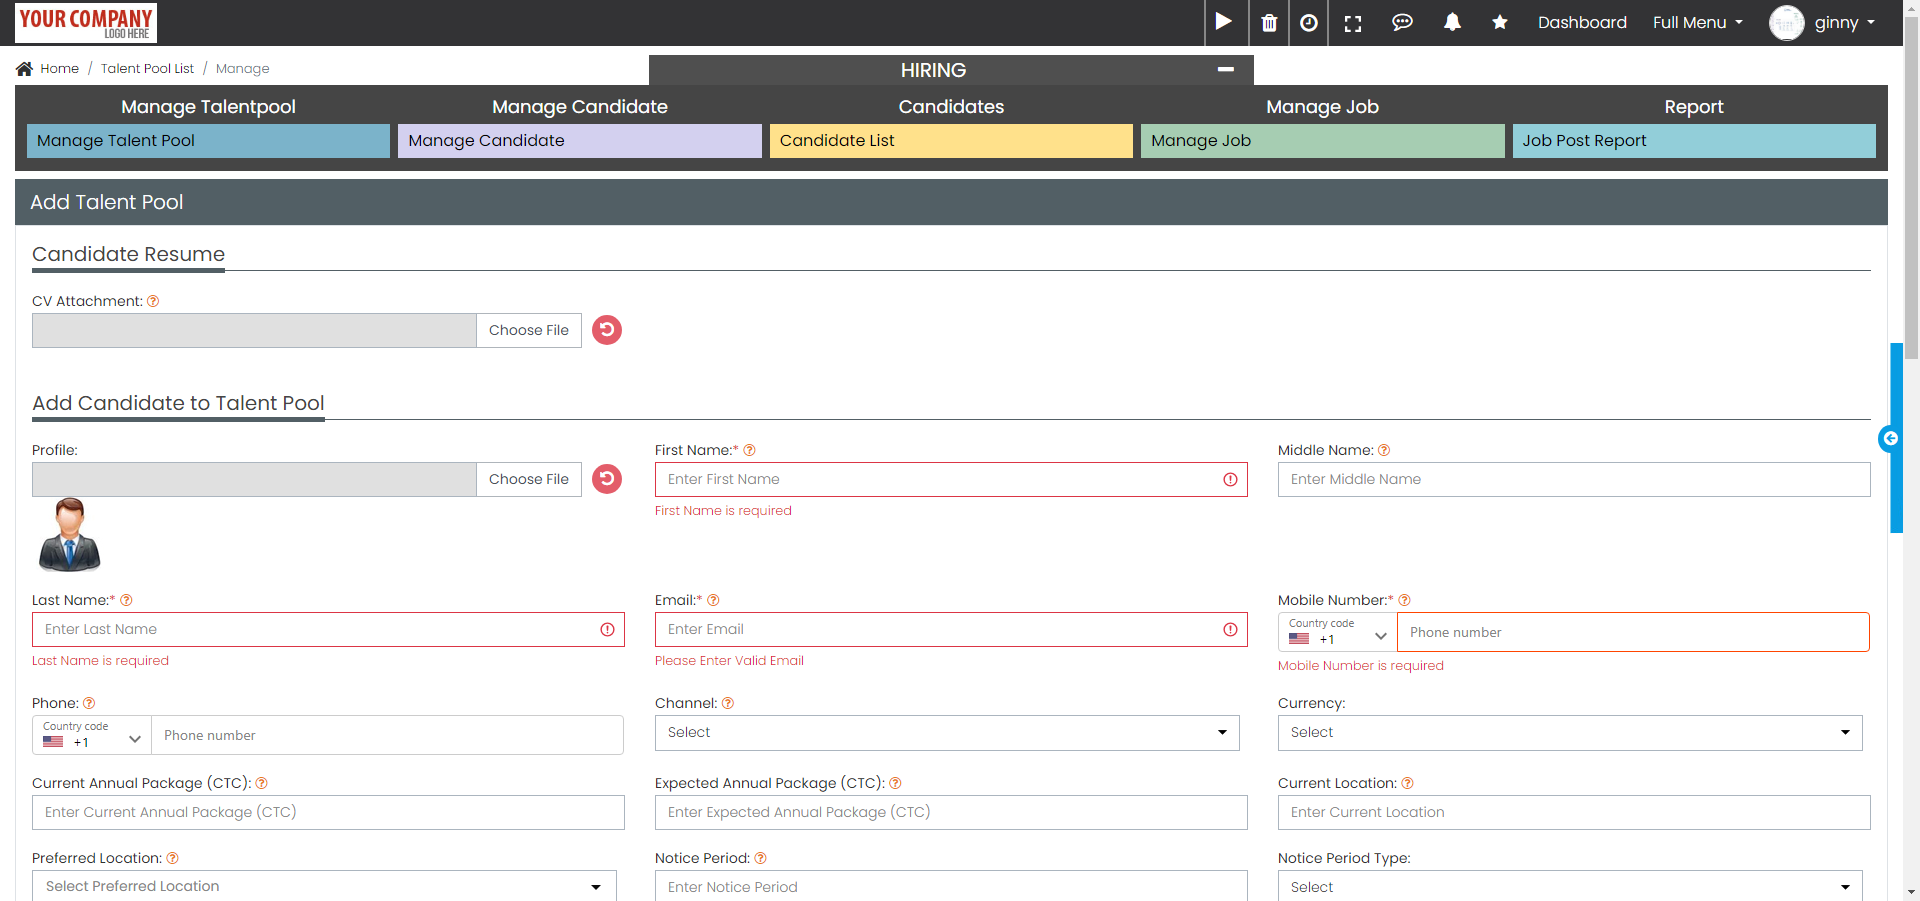 YOUR COMPANY
LOGO HERE
Dashboard
Full Menu
ginny
Home / Talent Pool List / Manage
HIRING
Manage Talentpool
Manage Candidate
Candidates
Manage Job
Report
Manage Talent Pool
Manage Candidate
Candidate List
Manage Job
Job Post Report
Add Talent Pool
Candidate Resume
CV Attachment:
Choose File
Add Candidate to Talent Pool
Profile:
Choose File
First Name:*
Enter First Name
First Name is required
Middle Name:
Enter Middle Name
Last Name:*
Enter Last Name
Last Name is required
Email:*
Enter Email
Please Enter Valid Email
Mobile Number:*
Country code
+1
Phone number
Mobile Number is required
Phone:
Country code
+1
Phone number
Channel:
Select
Currency:
Select
Current Annual Package (CTC):
Enter Current Annual Package (CTC)
Expected Annual Package (CTC):
Enter Expected Annual Package (CTC)
Current Location:
Enter Current Location
Preferred Location:
Select Preferred Location
Notice Period:
Enter Notice Period
Notice Period Type:
Select